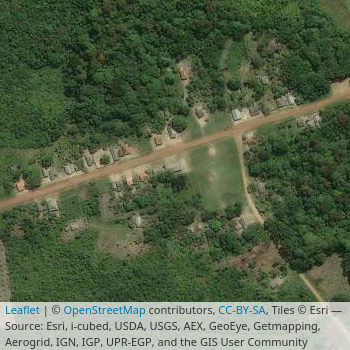 Leaflet | © OpenStreetMap contributors, CC-BY-SA, Tiles © Esri —
Source: Esri, i-cubed, USDA, USGS, AEX, GeoEye, Getmapping,
Aerogrid, IGN, IGP, UPR-EGP, and the GIS User Community